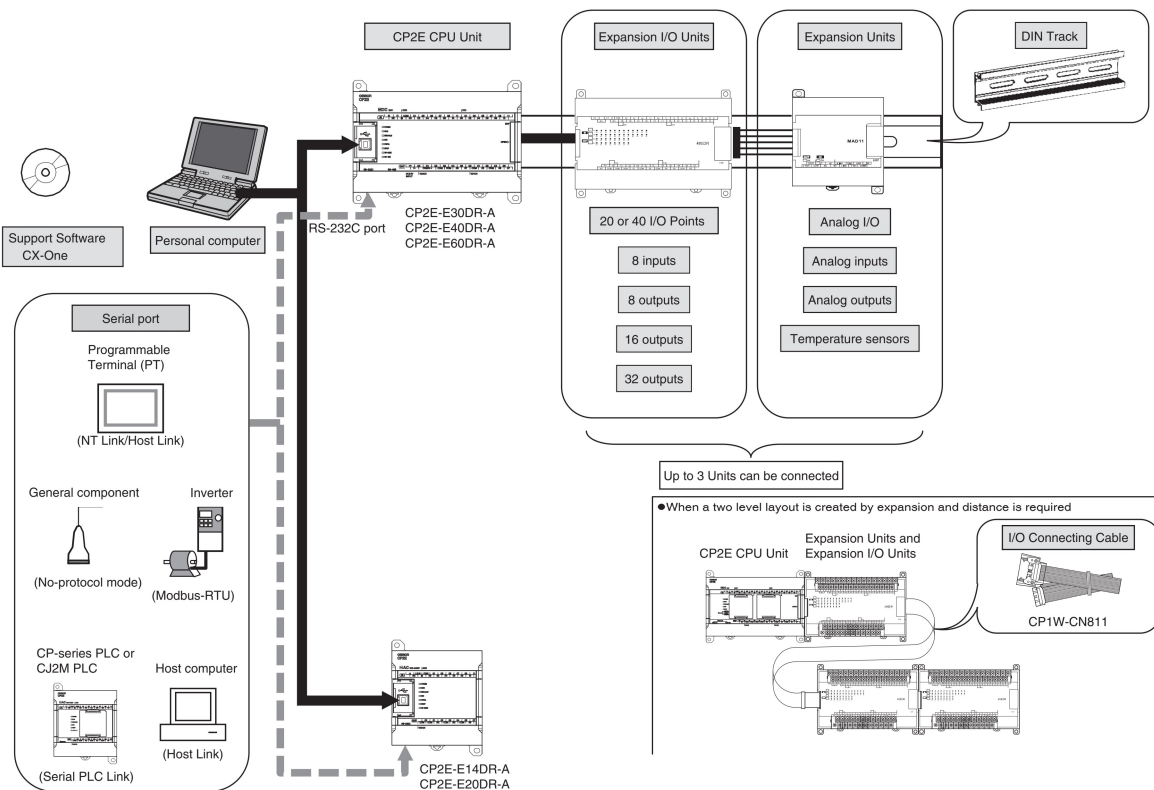 CP2E CPU Unit
Expansion I/O Units
Expansion Units
DIN Track
OMRON
CP2E
MAD11
40EDR
Support Software
CX-One
Personal computer
RS-232C port
CP2E-E30DR-A
CP2E-E40DR-A
CP2E-E60DR-A
20 or 40 I/O Points
8 inputs
8 outputs
16 outputs
32 outputs
Analog I/O
Analog inputs
Analog outputs
Temperature sensors
Up to 3 Units can be connected
Serial port
Programmable
Terminal (PT)
(NT Link/Host Link)
General component
(No-protocol mode)
Inverter
(Modbus-RTU)
CP-series PLC or
CJ2M PLC
(Serial PLC Link)
Host computer
(Host Link)
OMRON
CP2E
CP2E-E14DR-A
CP2E-E20DR-A
●When a two level layout is created by expansion and distance is required
CP2E CPU Unit
Expansion Units and
Expansion I/O Units
I/O Connecting Cable
CP1W-CN811